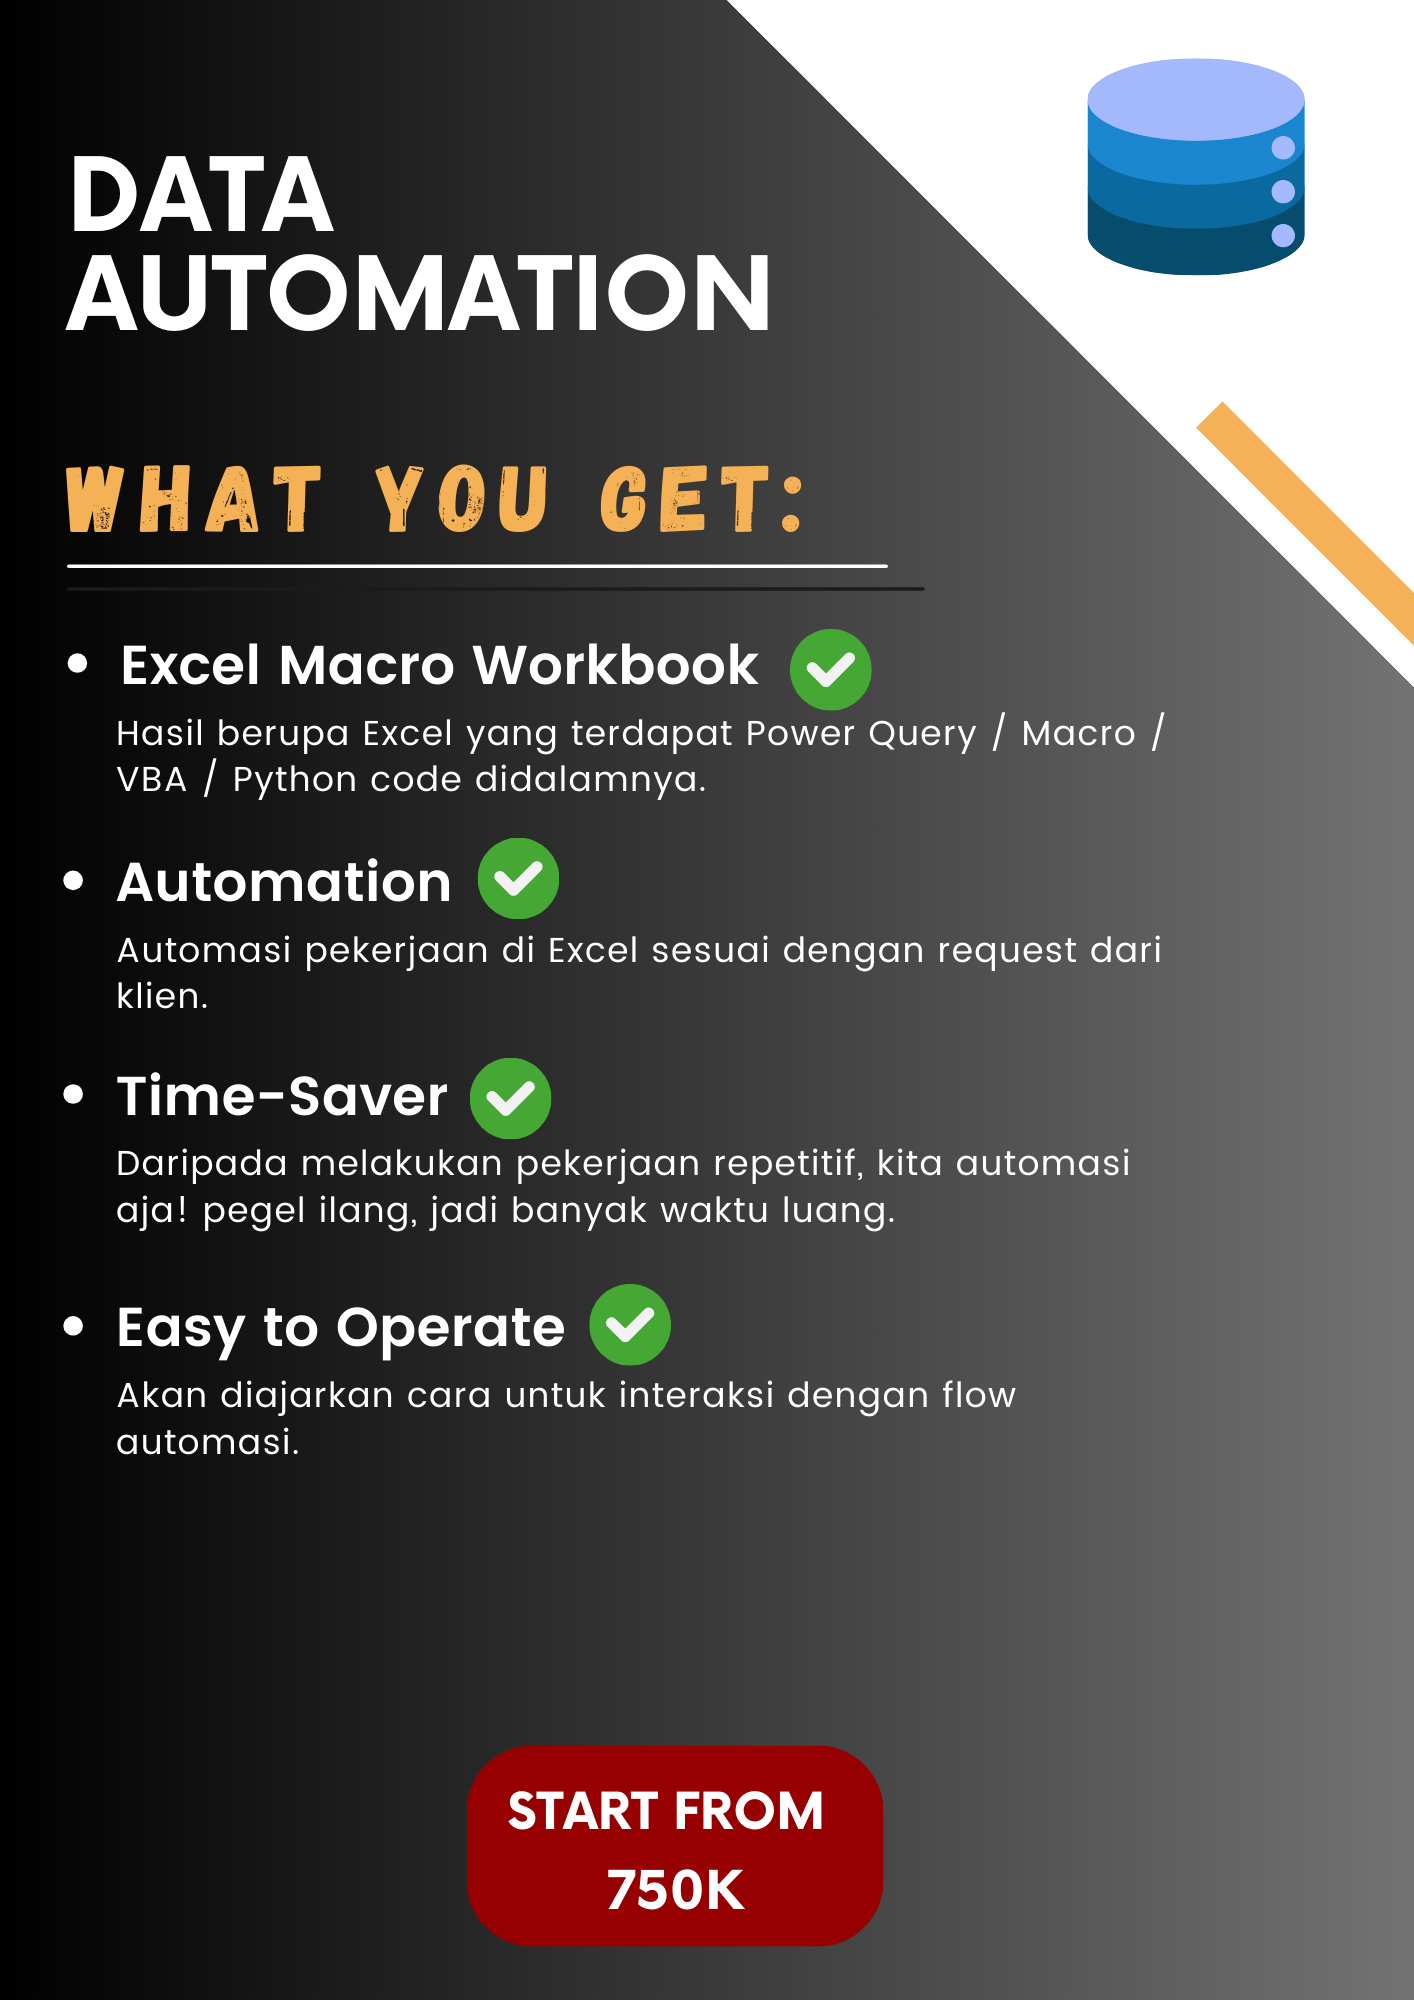 DATA
AUTOMATION
WHAT YOU GET:
• Excel Macro Workbook
Hasil berupa Excel yang terdapat Power Query / Macro /
VBA / Python code didalamnya.
• Automation
Automasi pekerjaan di Excel sesuai dengan request dari
klien.
• Time-Saver
Daripada melakukan pekerjaan repetitif, kita automasi
aja! pegel ilang, jadi banyak waktu luang.
• Easy to Operate
Akan diajarkan cara untuk interaksi dengan flow
automasi.
START FROM
750K